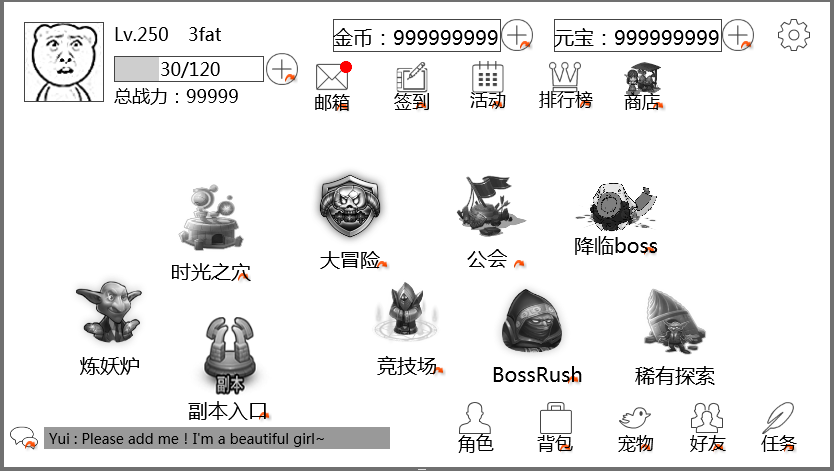 Lv.250 3fat
金币：999999999
元宝：999999999
30/120
总战力：99999
邮箱
签到
活动
排行榜
商店
时光之穴
大冒险
公会
降临boss
炼妖炉
副本
副本入口
竞技场
BossRush
稀有探索
Yui : Please add me ! I'm a beautiful girl~
角色
背包
宠物
好友
任务